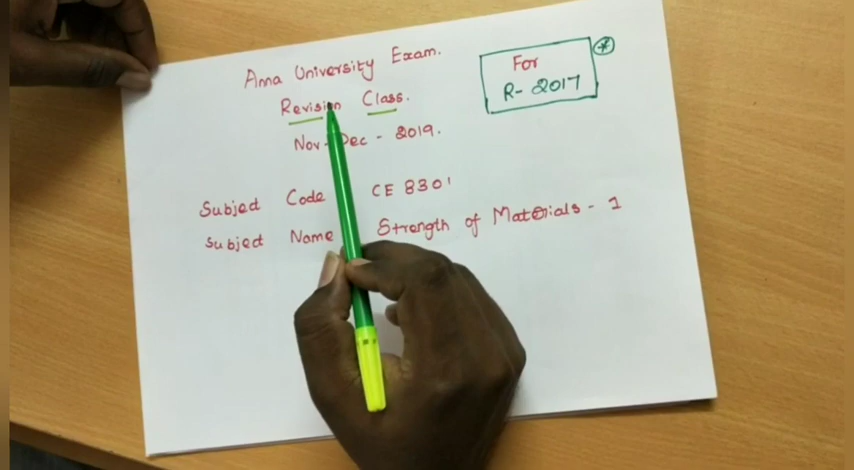 Anna University Exam.
Revision Class.
Nov-Dec - 2019.
For
R- 2017
Subject Code CE 8301
Subject Name Strength of Materials - 1